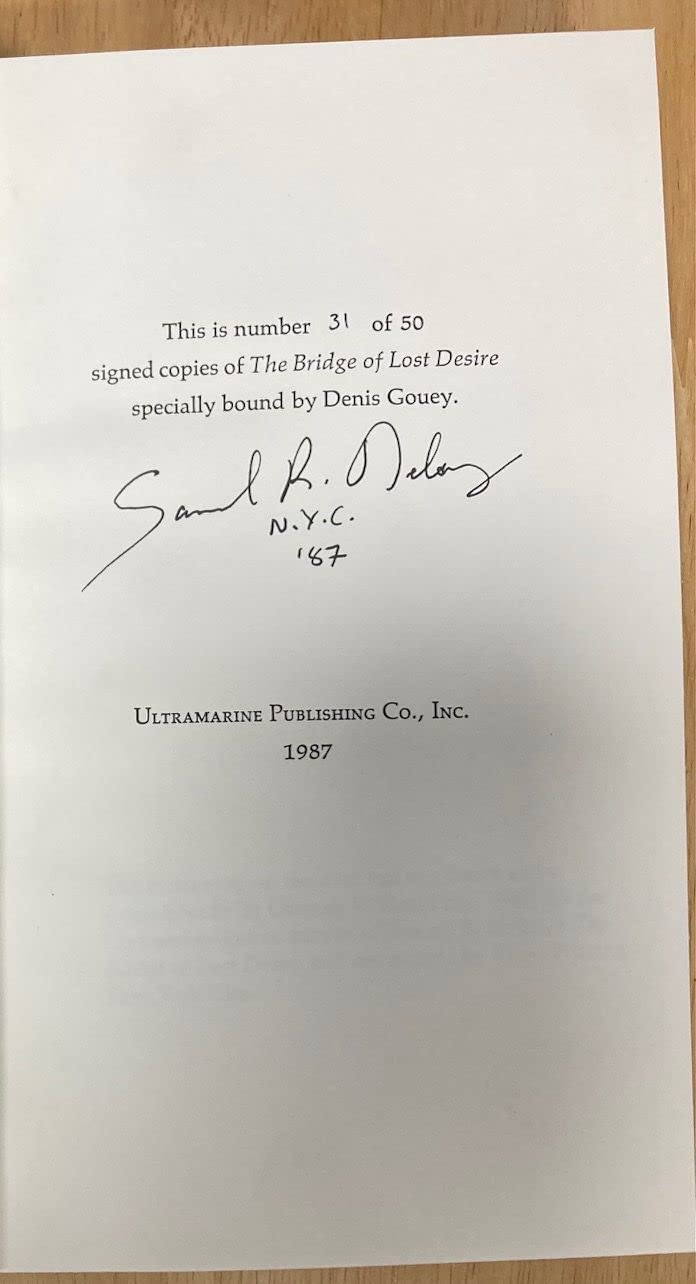 This is number 31 of 50
signed copies of The Bridge of Lost Desire
specially bound by Denis Gouey.
Samuel R. Delany
N.Y.C.
'87
ULTRAMARINE PUBLISHING CO., INC.
1987